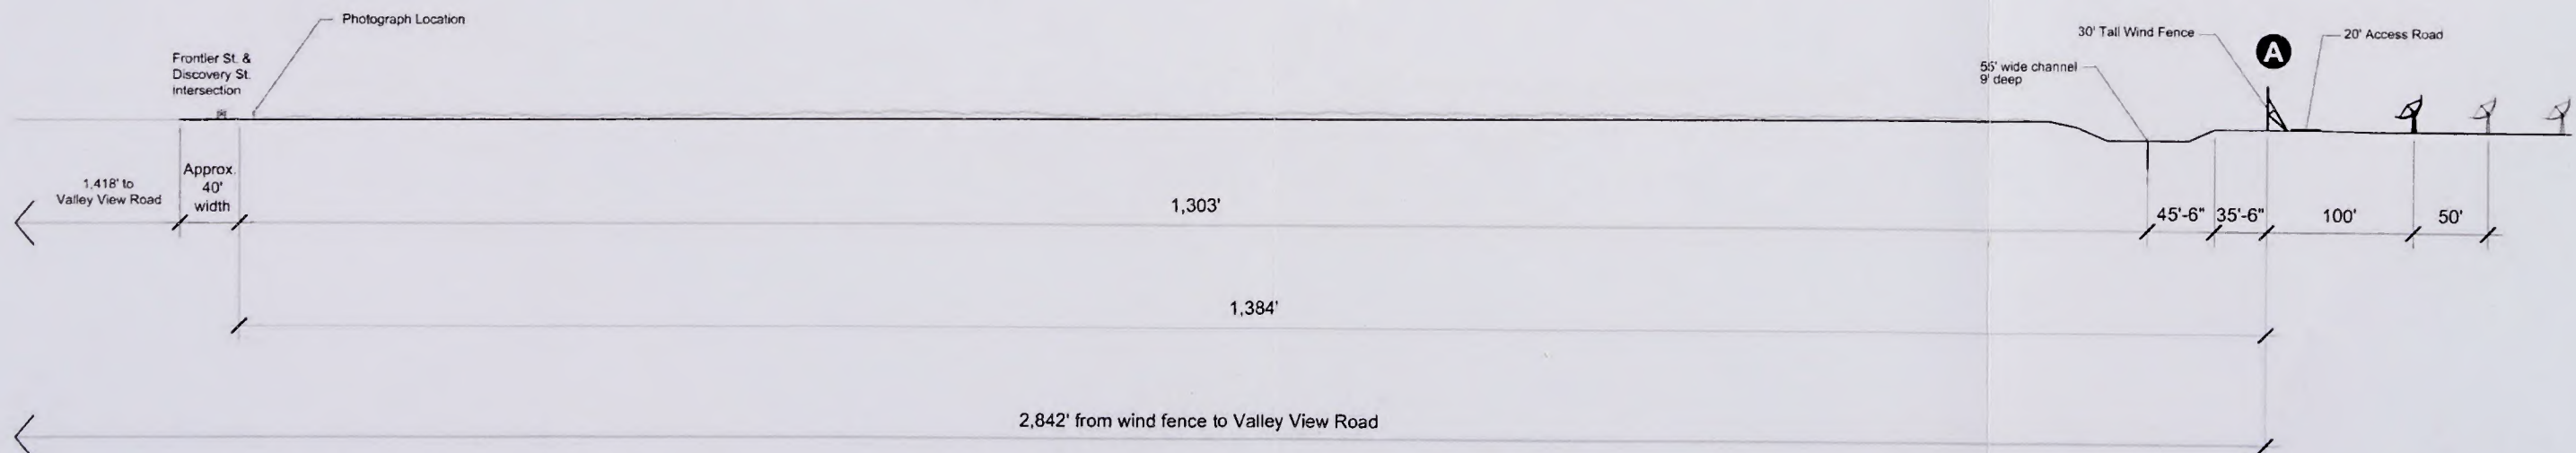 Photograph Location
Frontier St. &
Discovery St.
Intersection
30' Tall Wind Fence
A
20' Access Road
55' wide channel
9' deep
1,418' to
Valley View Road
Approx.
40'
width
1,303'
45'-6"
35'-6"
100'
50'
1,384'
2,842' from wind fence to Valley View Road